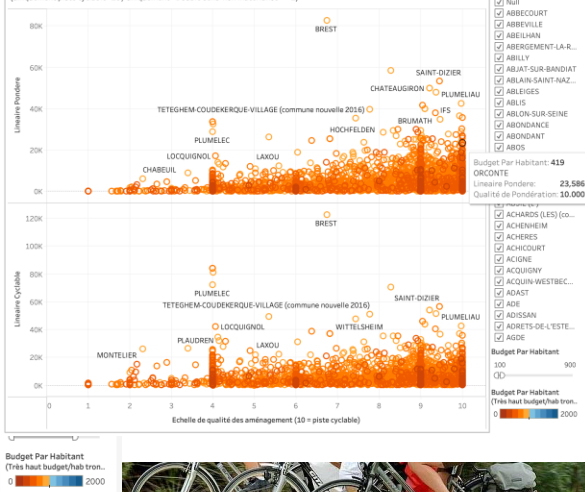 80K
60K
40K
20K
0K
Lineaire Pondere
BREST
SAINT-DIZIER
CHATEAUGIRON
PLUMELIAU
TETEGHEM-COUDEKERQUE-VILLAGE (commune nouvelle 2016)
IFS
HOCHFELDEN
BRUMATH
PLUMELEC
LOCQUIGNOL
LAXOU
CHABEUIL
120K
100K
80K
60K
40K
20K
0K
Lineaire Cyclable
BREST
PLUMELEC
SAINT-DIZIER
TETEGHEM-COUDEKERQUE-VILLAGE (commune nouvelle 2016)
PLUMELIAU
LOCQUIGNOL
WITTELSHEIM
PLAUDREN
LAXOU
MONTELIER
0 1 2 3 4 5 6 7 8 9 10
Echelle de qualité des aménagement (10 = piste cyclable)
Null
ABBECOURT
ABBEVILLE
ABEILHAN
ABERGEMENT-LA-R...
ABILLY
ABJAT-SUR-BANDIAT
ABLAIN-SAINT-NAZ...
ABLEIGES
ABLIS
ABLON-SUR-SEINE
ABONDANCE
ABONDANT
ABOS
Budget Par Habitant: 419
ORCONTE
Lineaire Pondere: 23,586
Qualité de Pondération: 10.000
ACHARDS (LES) (co...
ACHENHEIM
ACHERES
ACHICOURT
ACIGNE
ACQUIGNY
ACQUIN-WESTBEC...
ADAST
ADE
ADISSAN
ADRETS-DE-L'ESTE...
AGDE
Budget Par Habitant
100 900
Budget Par Habitant
(Très haut budget/hab tron..
0 2000
Budget Par Habitant
(Très haut budget/hab tron..
0 2000